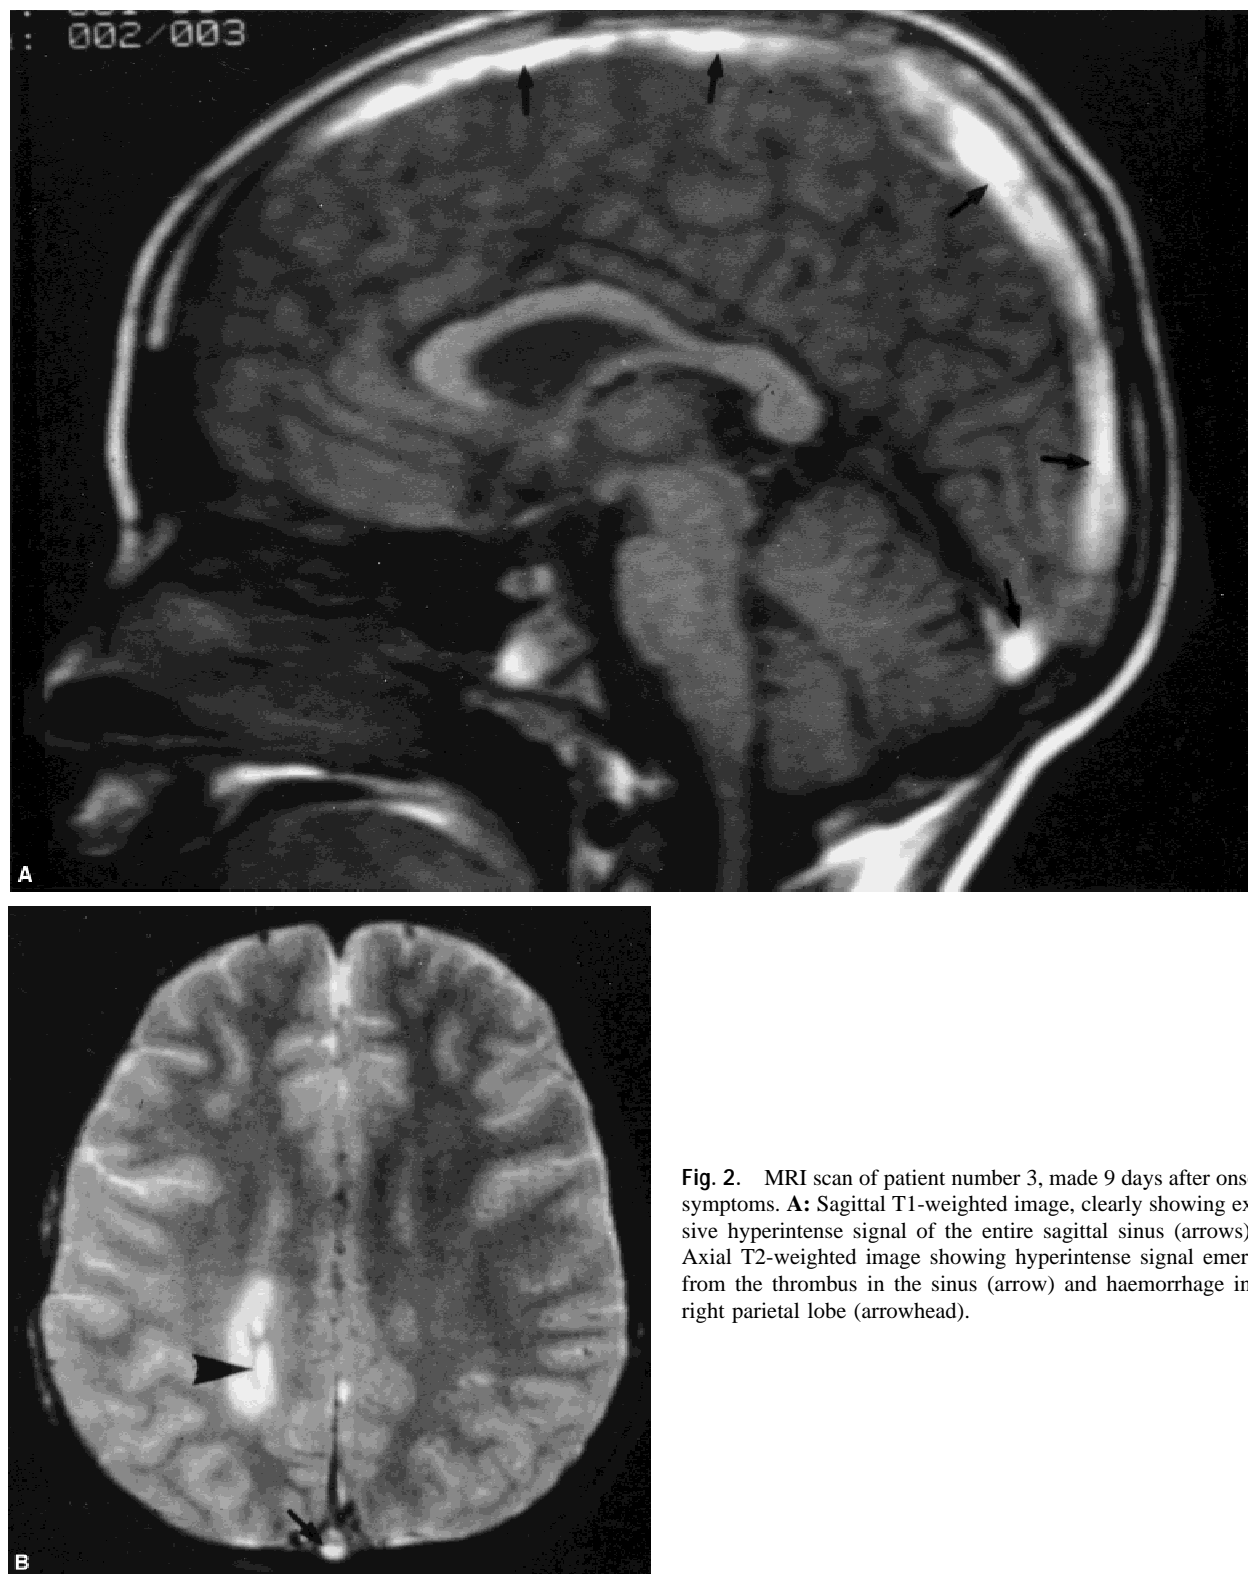 002/003
A
B
Fig. 2. MRI scan of patient number 3, made 9 days after ons
symptoms. A: Sagittal T1-weighted image, clearly showing ex
sive hyperintense signal of the entire sagittal sinus (arrows)
Axial T2-weighted image showing hyperintense signal emer
from the thrombus in the sinus (arrow) and haemorrhage in
right parietal lobe (arrowhead).